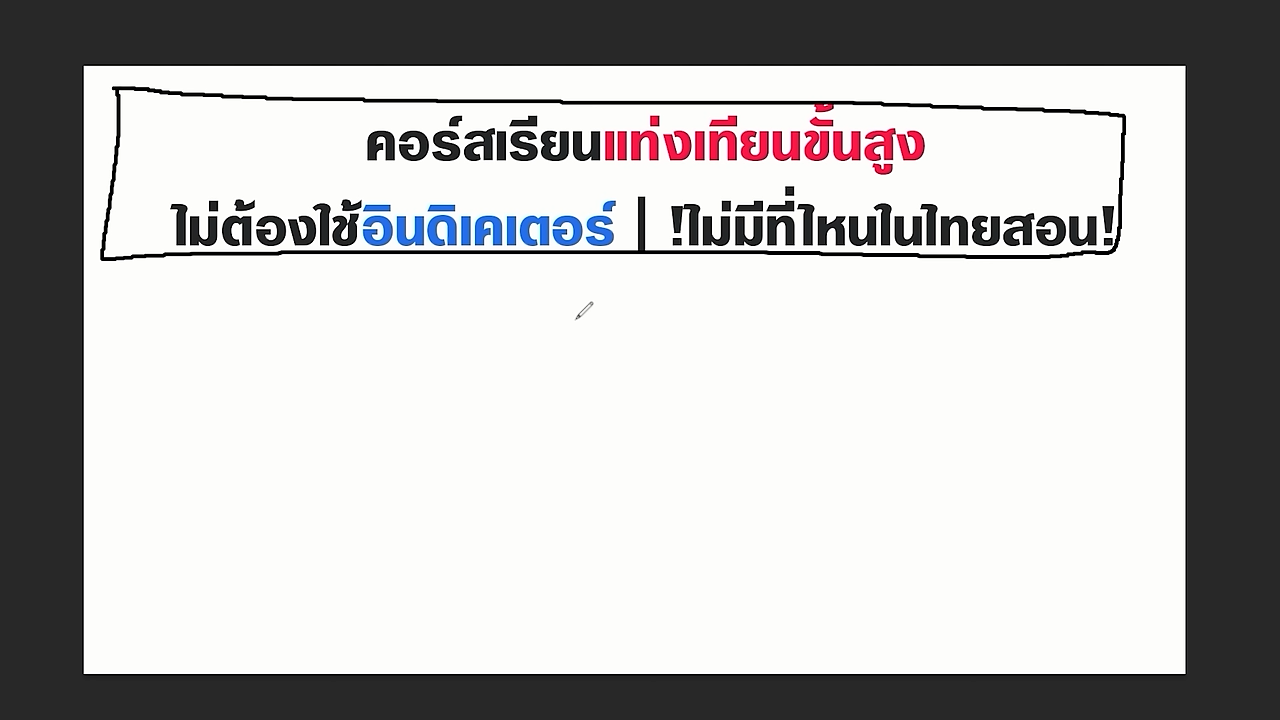 คอร์สเรียนแท่งเทียนขั้นสูง
ไม่ต้องใช้อินดิเคเตอร์ | !ไม่มีที่ไหนในไทยสอน!